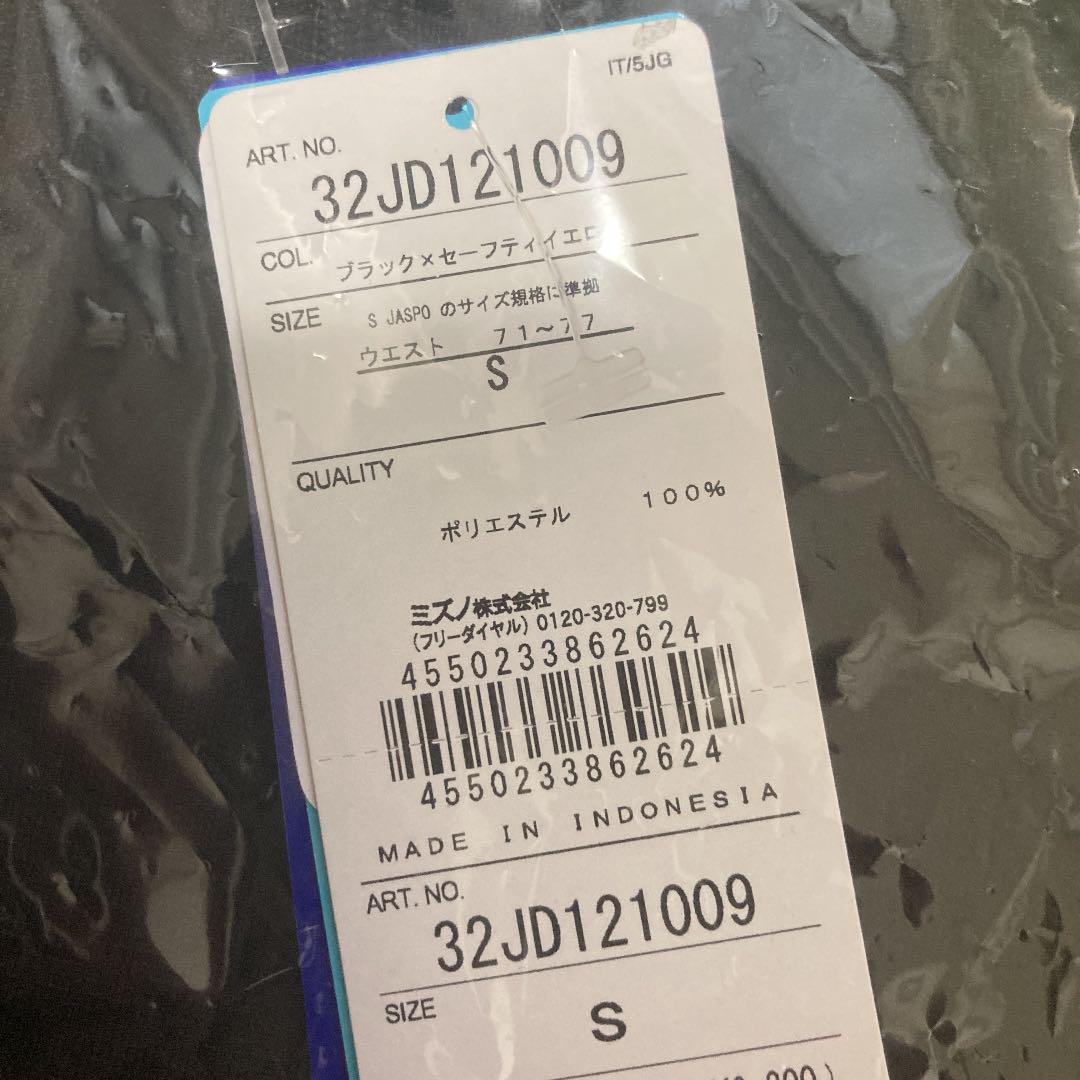 IT/5JG
ART. NO.
32JD121009
COL.
ブラック×セーフティイエロ
SIZE
S JASPO のサイズ規格に準拠
ウエスト 71~77
S
QUALITY
ポリエステル 100%
ミズノ株式会社
(フリーダイヤル) 0120-320-799
4550233862624
4550233862624
MADE IN INDONESIA
ART. NO.
32JD121009
SIZE
S